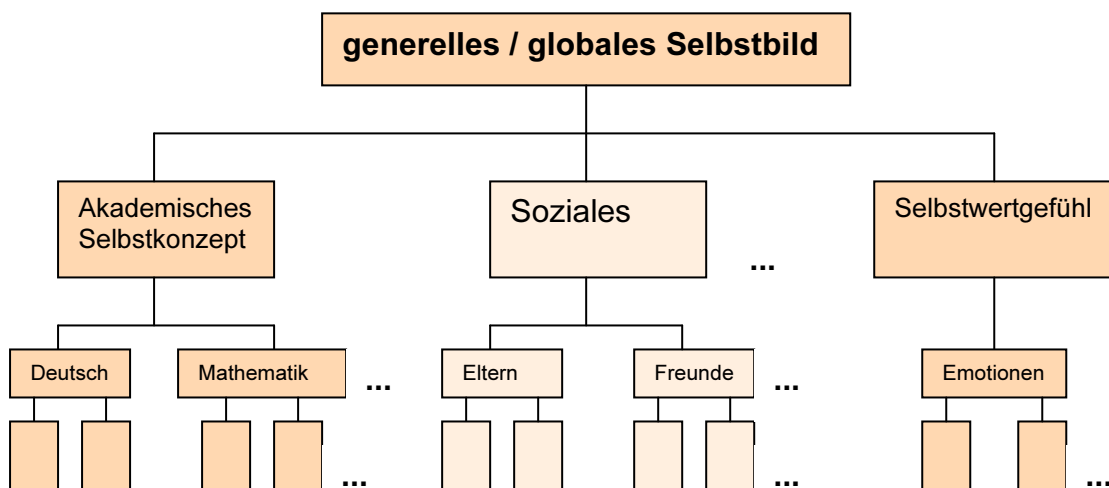 generelles / globales Selbstbild
Akademisches
Selbstkonzept
Soziales
...
Selbstwertgefühl
Deutsch
Mathematik
...
Eltern
Freunde
...
Emotionen
...
...
...